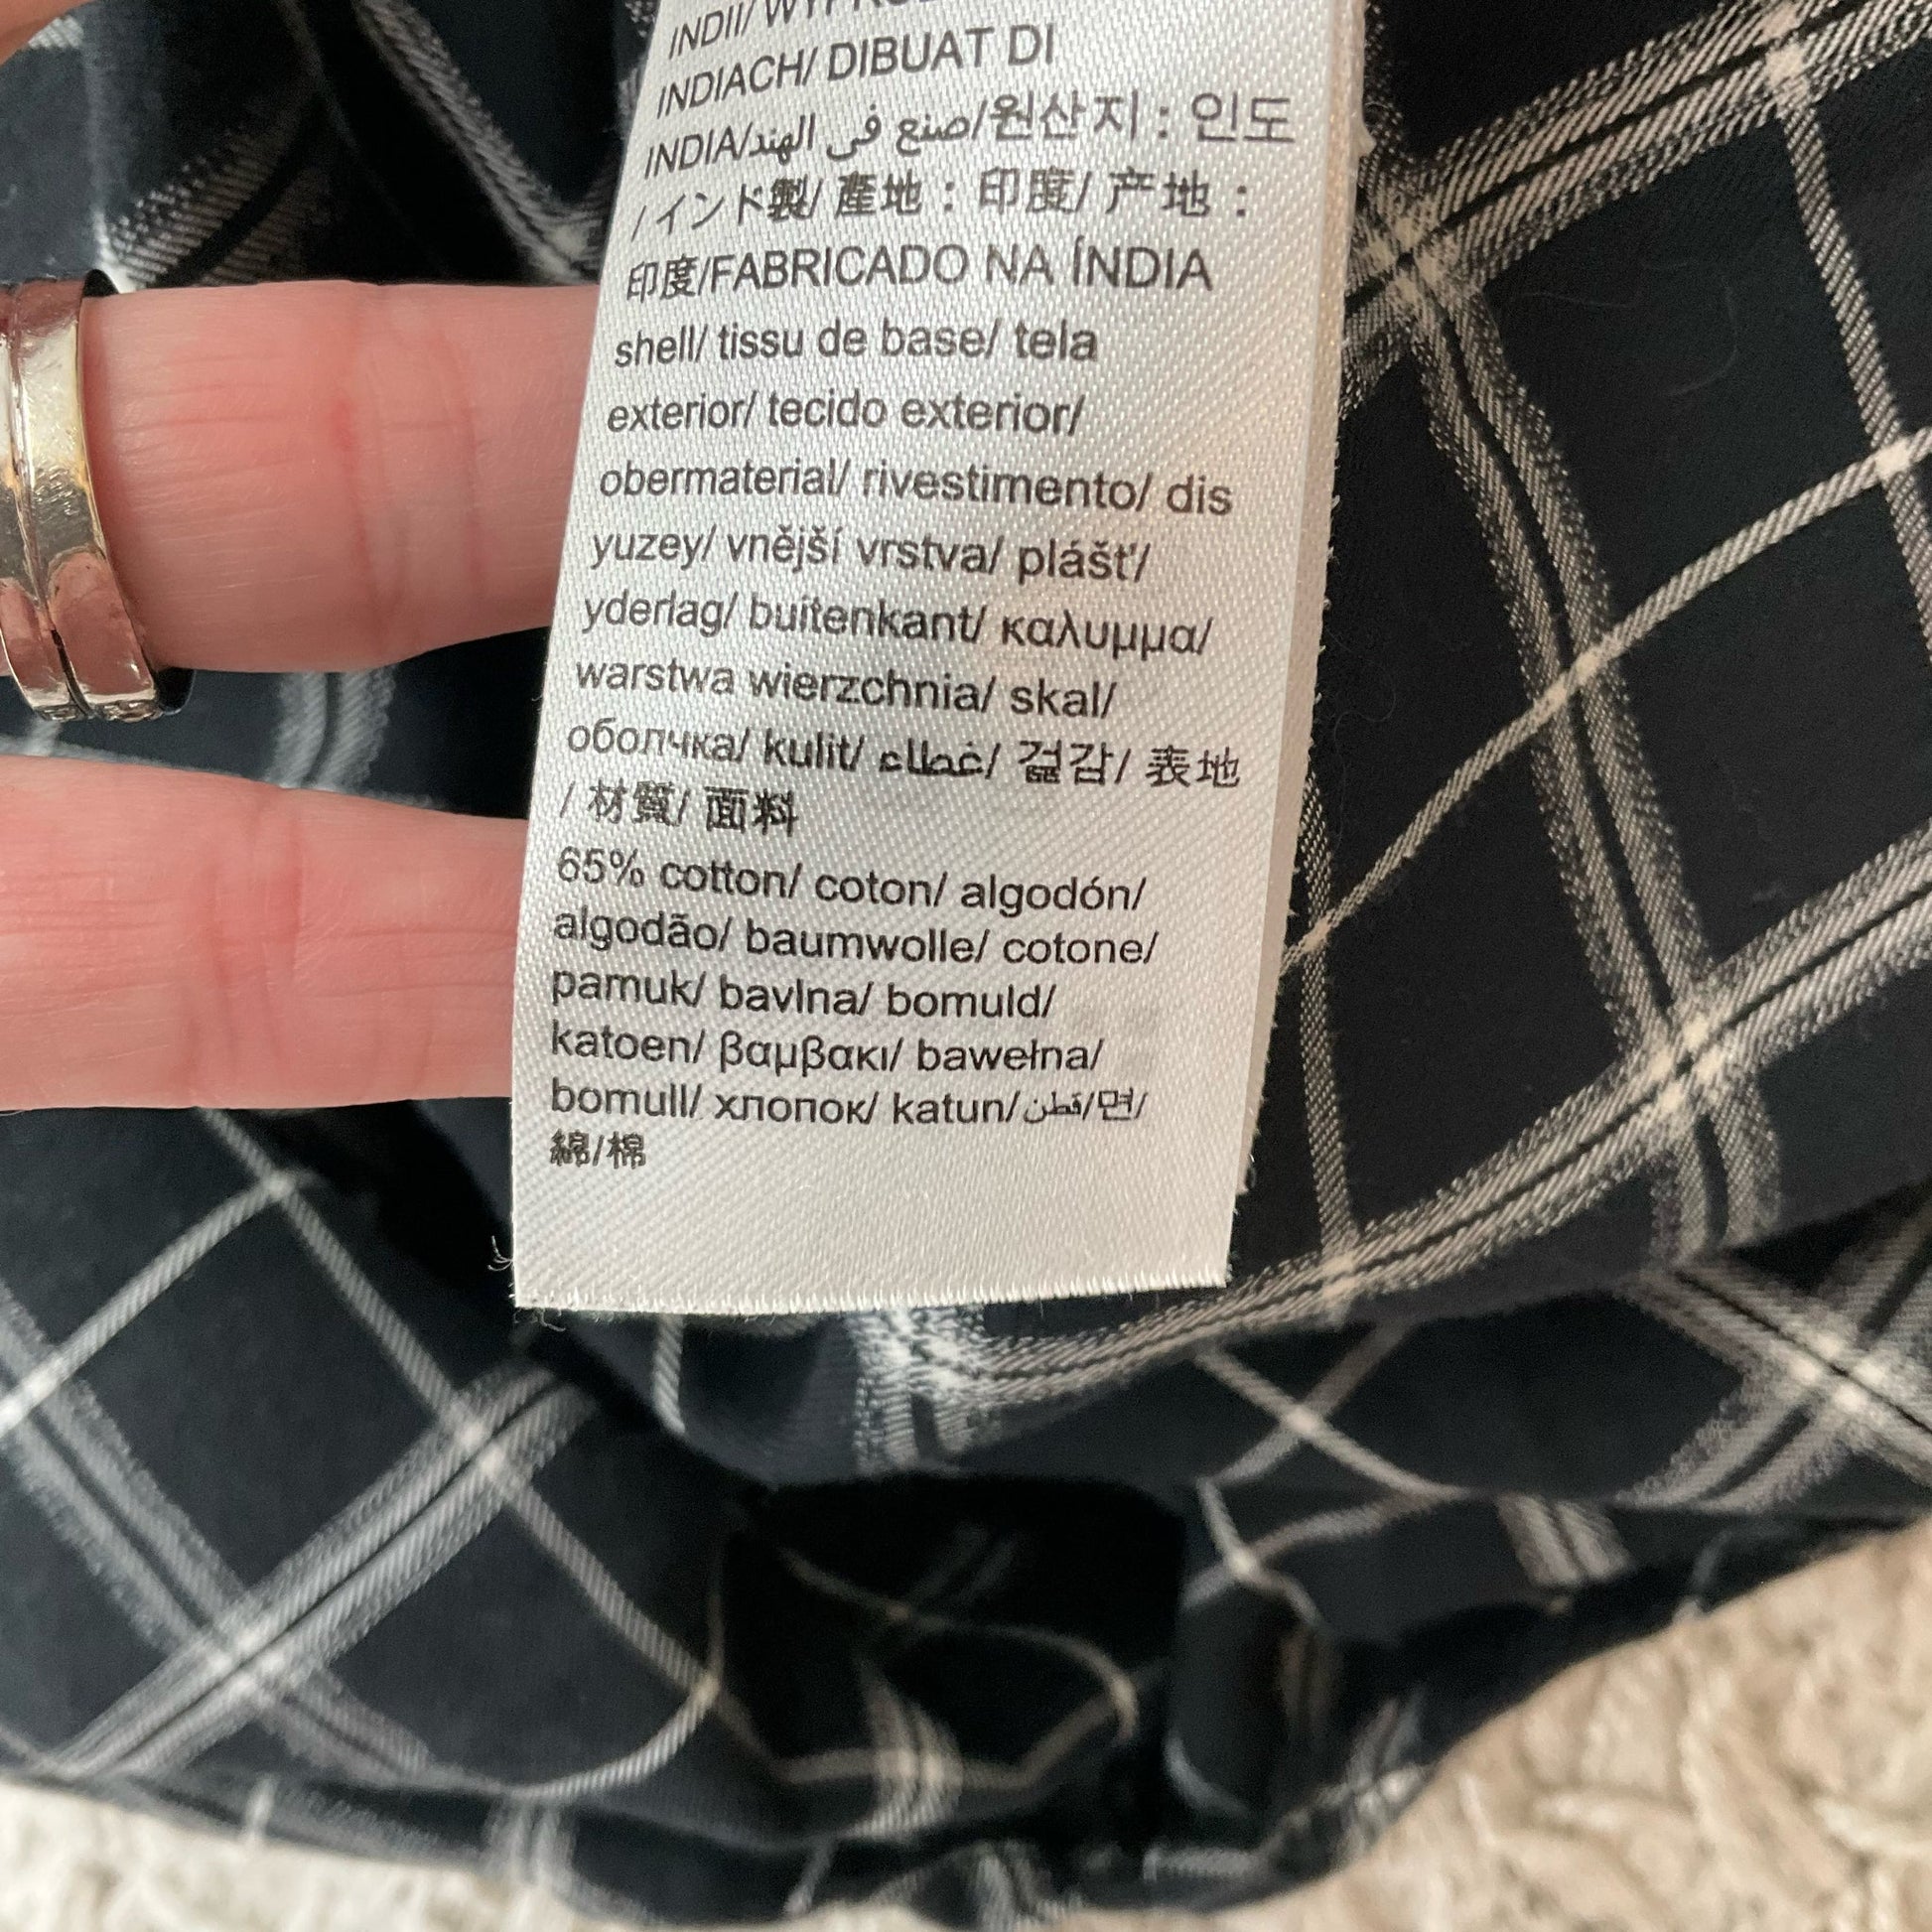 INDII/
INDIACH/ DIBUAT DI
INDIA/صنع في الهند/원산지 : 인도
/インド製/ 產地 : 印度/ 产地 :
印度/FABRICADO NA ÍNDIA
shell/ tissu de base/ tela
exterior/ tecido exterior/
obermaterial/ rivestimento/ dis
yuzey/ vnější vrstva/ plášt'/
yderlag/ buitenkant/ καλυμμα/
warstwa wierzchnia/ skal/
оболчка/ kulit/ غطاء/ 겉감/ 表地
/ 材質/ 面料
65% cotton/ coton/ algodón/
algodão/ baumwolle/ cotone/
pamuk/ bavlna/ bomuld/
katoen/ βαμβακι/ bawełna/
bomull/ хлопок/ katun/قطن/면/
綿/棉